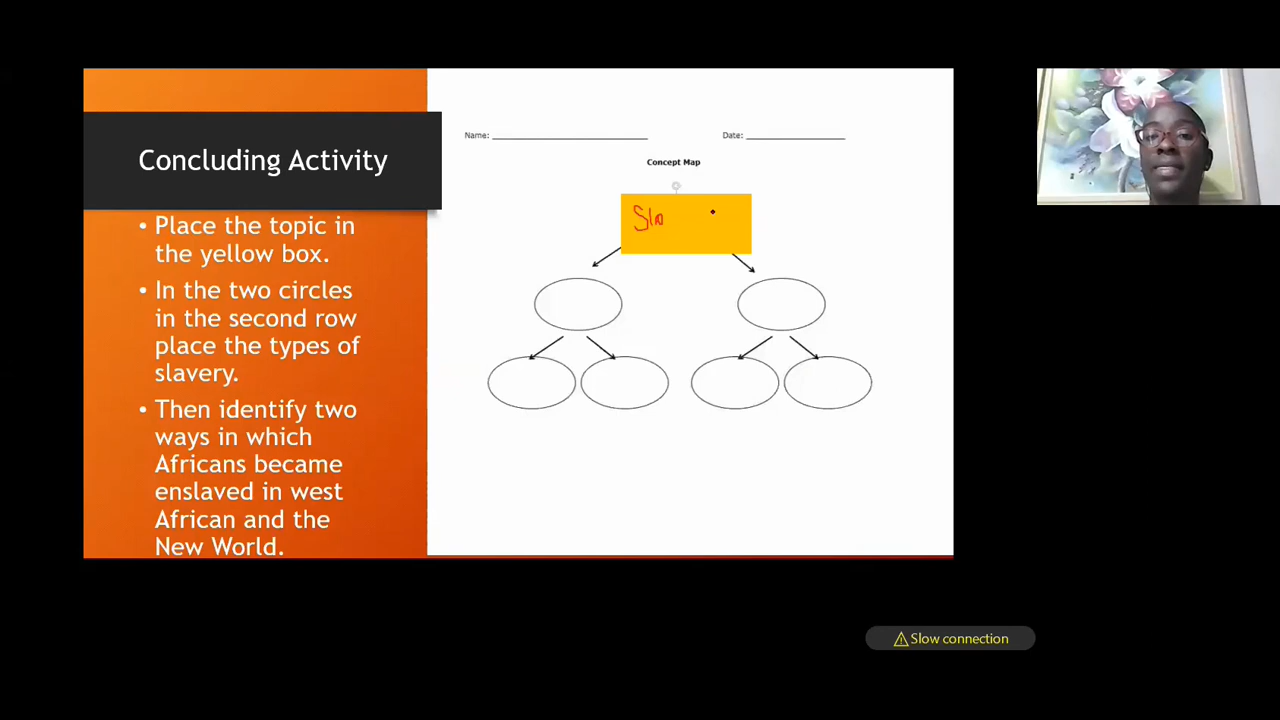 Concluding Activity
• Place the topic in
the yellow box.
• In the two circles
in the second row
place the types of
slavery.
• Then identify two
ways in which
Africans became
enslaved in west
African and the
New World.
Name: Date:
Concept Map
Sla
Slow connection